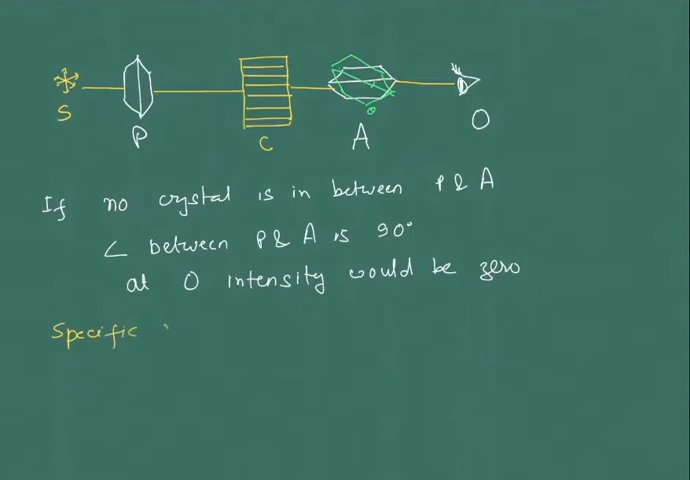 S
P
C
θ
A
O
If no crystal is in between P & A
∠ between P & A is 90°
at O intensity would be zero
Specific